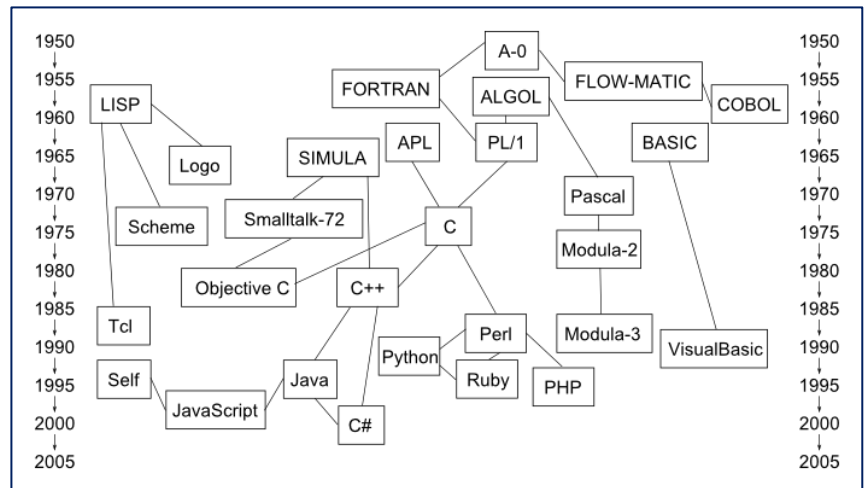 1950
A-0
1950
1955
FORTRAN
ALGOL
FLOW-MATIC
1955
LISP
COBOL
1960
1960
APL
PL/1
BASIC
1965
Logo
SIMULA
1965
1970
Pascal
1970
Scheme
Smalltalk-72
C
1975
Modula-2
1975
1980
Objective C
C++
1980
1985
1985
Tcl
Perl
Modula-3
1990
Python
VisualBasic
1990
Self
Java
Ruby
PHP
1995
1995
JavaScript
C#
2000
2000
2005
2005